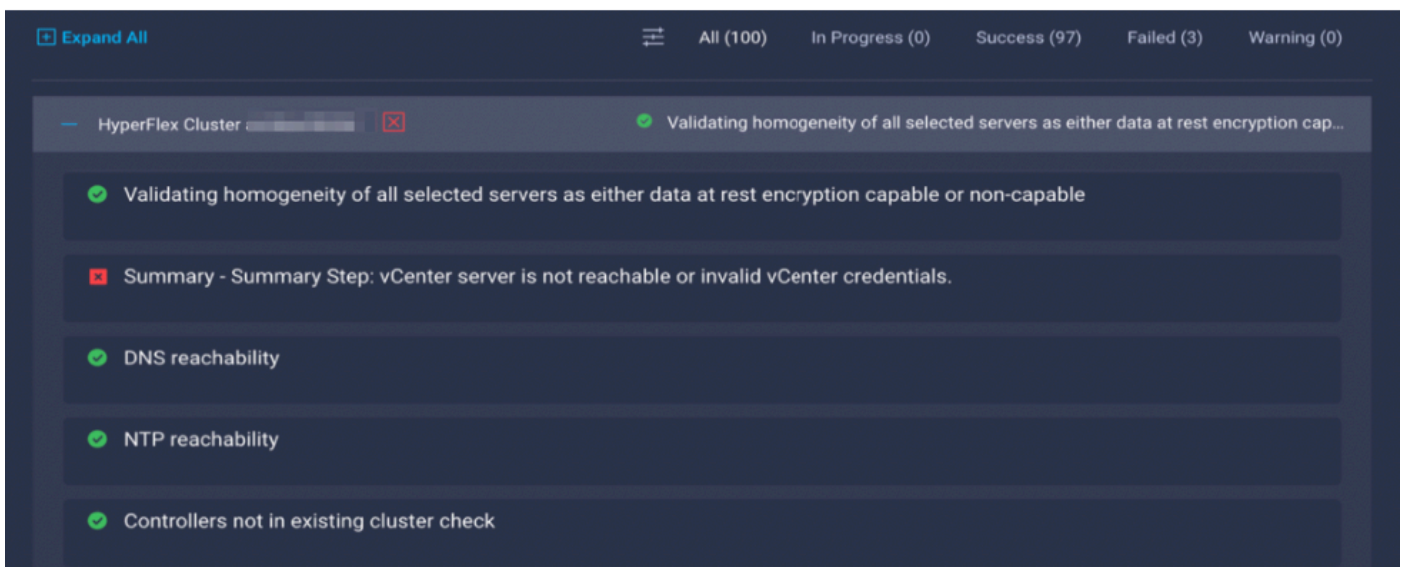 Expand All
All (100) In Progress (0) Success (97) Failed (3) Warning (0)
HyperFlex Cluster
Validating homogeneity of all selected servers as either data at rest encryption cap...
Validating homogeneity of all selected servers as either data at rest encryption capable or non-capable
Summary - Summary Step: vCenter server is not reachable or invalid vCenter credentials.
DNS reachability
NTP reachability
Controllers not in existing cluster check